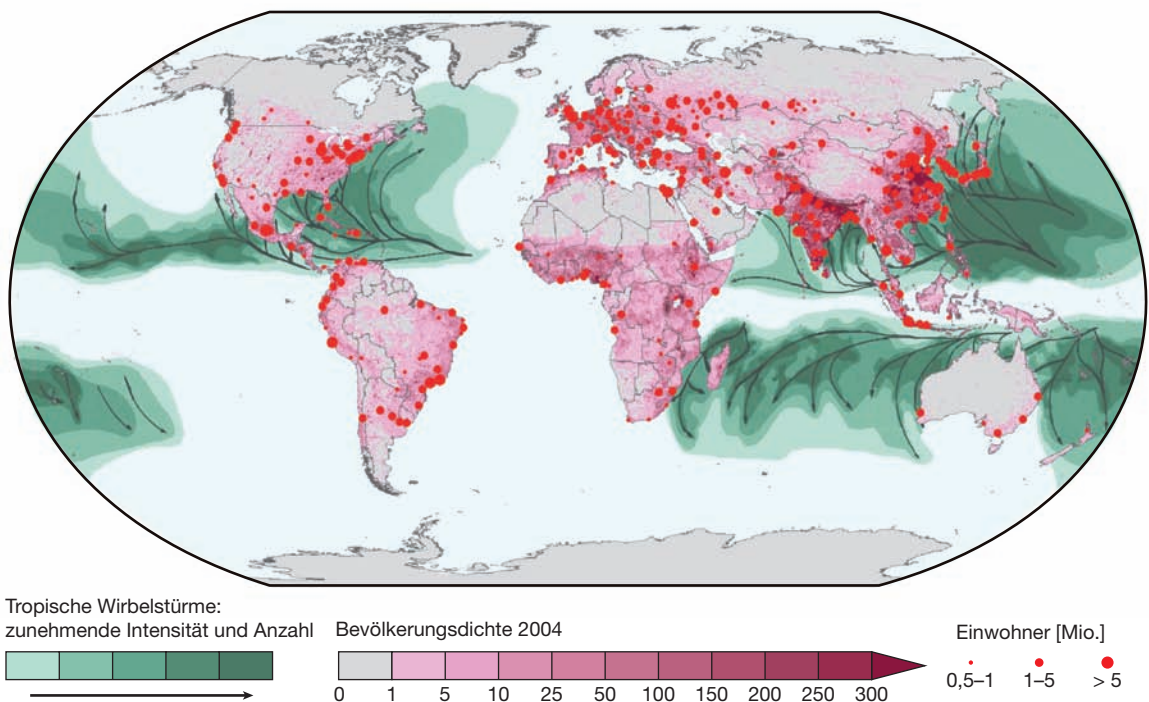 Tropische Wirbelstürme:
zunehmende Intensität und Anzahl
Bevölkerungsdichte 2004
0 1 5 10 25 50 100 150 200 250 300
Einwohner [Mio.]
0,5–1 1–5 > 5